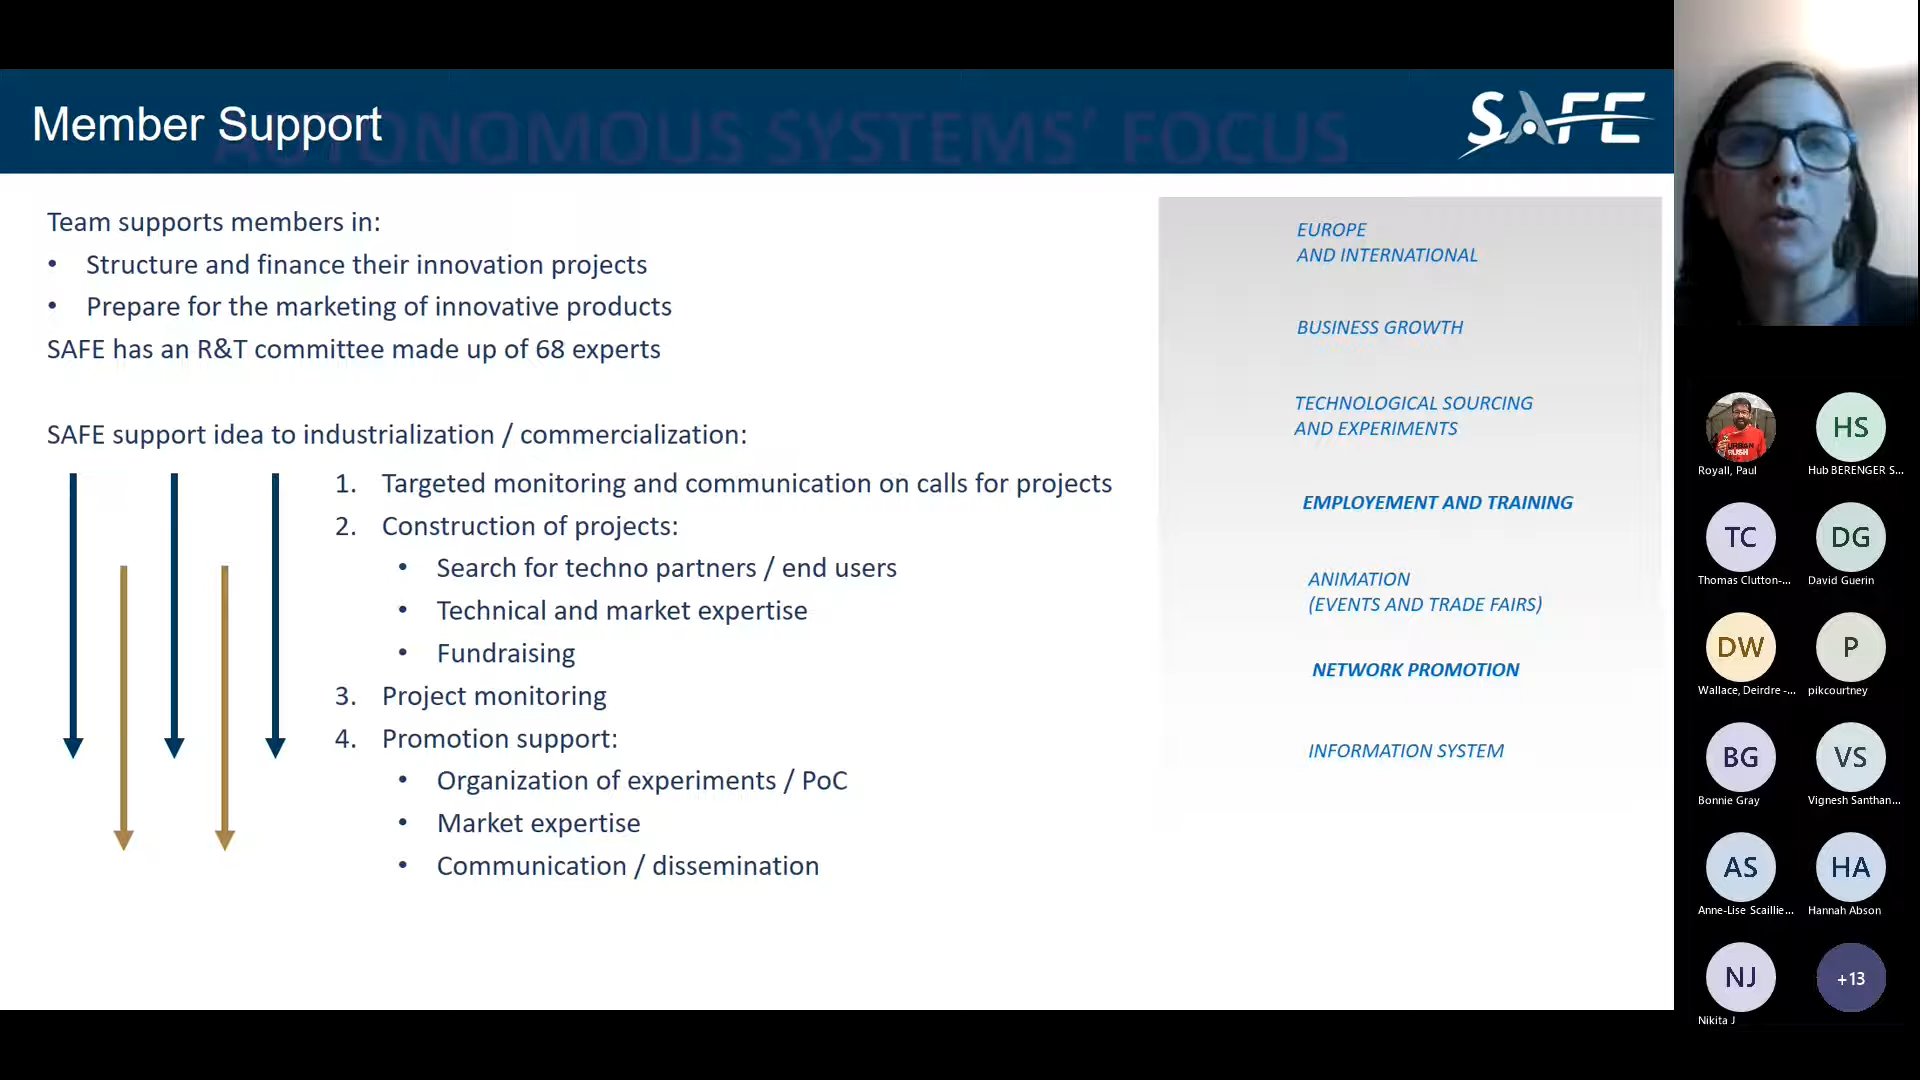 Member Support
AUTONOMOUS SYSTEMS' FOCUS
SAFE
Team supports members in:
• Structure and finance their innovation projects
• Prepare for the marketing of innovative products
SAFE has an R&T committee made up of 68 experts
SAFE support idea to industrialization / commercialization:
1. Targeted monitoring and communication on calls for projects
2. Construction of projects:
• Search for techno partners / end users
• Technical and market expertise
• Fundraising
3. Project monitoring
4. Promotion support:
• Organization of experiments / PoC
• Market expertise
• Communication / dissemination
EUROPE
AND INTERNATIONAL
BUSINESS GROWTH
TECHNOLOGICAL SOURCING
AND EXPERIMENTS
EMPLOYEMENT AND TRAINING
ANIMATION
(EVENTS AND TRADE FAIRS)
NETWORK PROMOTION
INFORMATION SYSTEM
URBAN
RUSH
Royall, Paul
HS
Hub BERENGER S...
TC
Thomas Clutton-...
DG
David Guerin
DW
Wallace, Deirdre -...
P
pikcourtney
BG
Bonnie Gray
VS
Vignesh Santhan...
AS
Anne-Lise Scaillie...
HA
Hannah Abson
NJ
Nikita J
+13